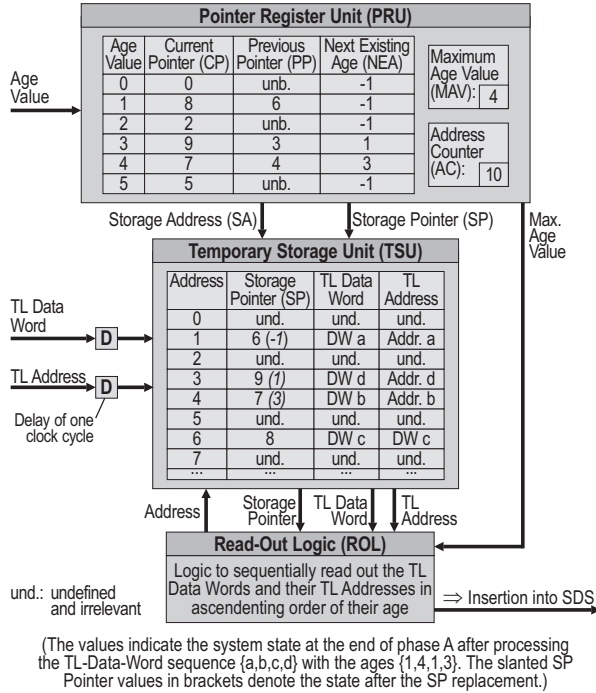 Pointer Register Unit (PRU)
Age Value
Age Value Current Pointer (CP) Previous Pointer (PP) Next Existing Age (NEA)
0 0 unb. -1
1 8 6 -1
2 2 unb. -1
3 9 3 1
4 7 4 3
5 5 unb. -1
Maximum
Age Value
(MAV): 4
Address
Counter
(AC): 10
Storage Address (SA)
Storage Pointer (SP)
Max.
Age
Value
Temporary Storage Unit (TSU)
Address Storage Pointer (SP) TL Data Word TL Address
0 und. und. und.
1 6 (-1) DW a Addr. a
2 und. und. und.
3 9 (1) DW d Addr. d
4 7 (3) DW b Addr. b
5 und. und. und.
6 8 DW c DW c
7 und. und. und.
... ... ... ...
TL Data
Word
D
TL Address
D
Delay of one
clock cycle
Address
Storage
Pointer
TL Data
Word
TL
Address
Read-Out Logic (ROL)
Logic to sequentially read out the TL
Data Words and their TL Addresses in
ascendenting order of their age
und.: undefined
and irrelevant
⇒ Insertion into SDS
(The values indicate the system state at the end of phase A after processing
the TL-Data-Word sequence {a,b,c,d} with the ages {1,4,1,3}. The slanted SP
Pointer values in brackets denote the state after the SP replacement.)